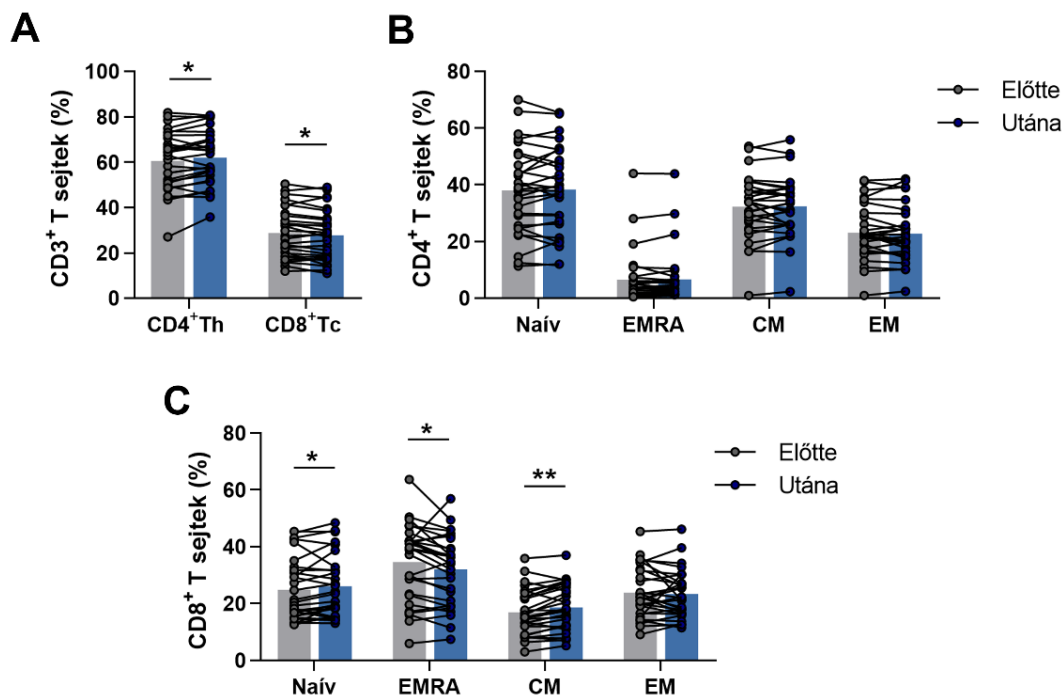 A
CD3⁺ T sejtek (%)
100
80
60
40
20
0
*
*
CD4⁺Th
CD8⁺Tc
B
CD4⁺ T sejtek (%)
80
60
40
20
0
Naív
EMRA
CM
EM
Előtte
Utána
C
CD8⁺ T sejtek (%)
80
60
40
20
0
*
*
**
Naív
EMRA
CM
EM
Előtte
Utána